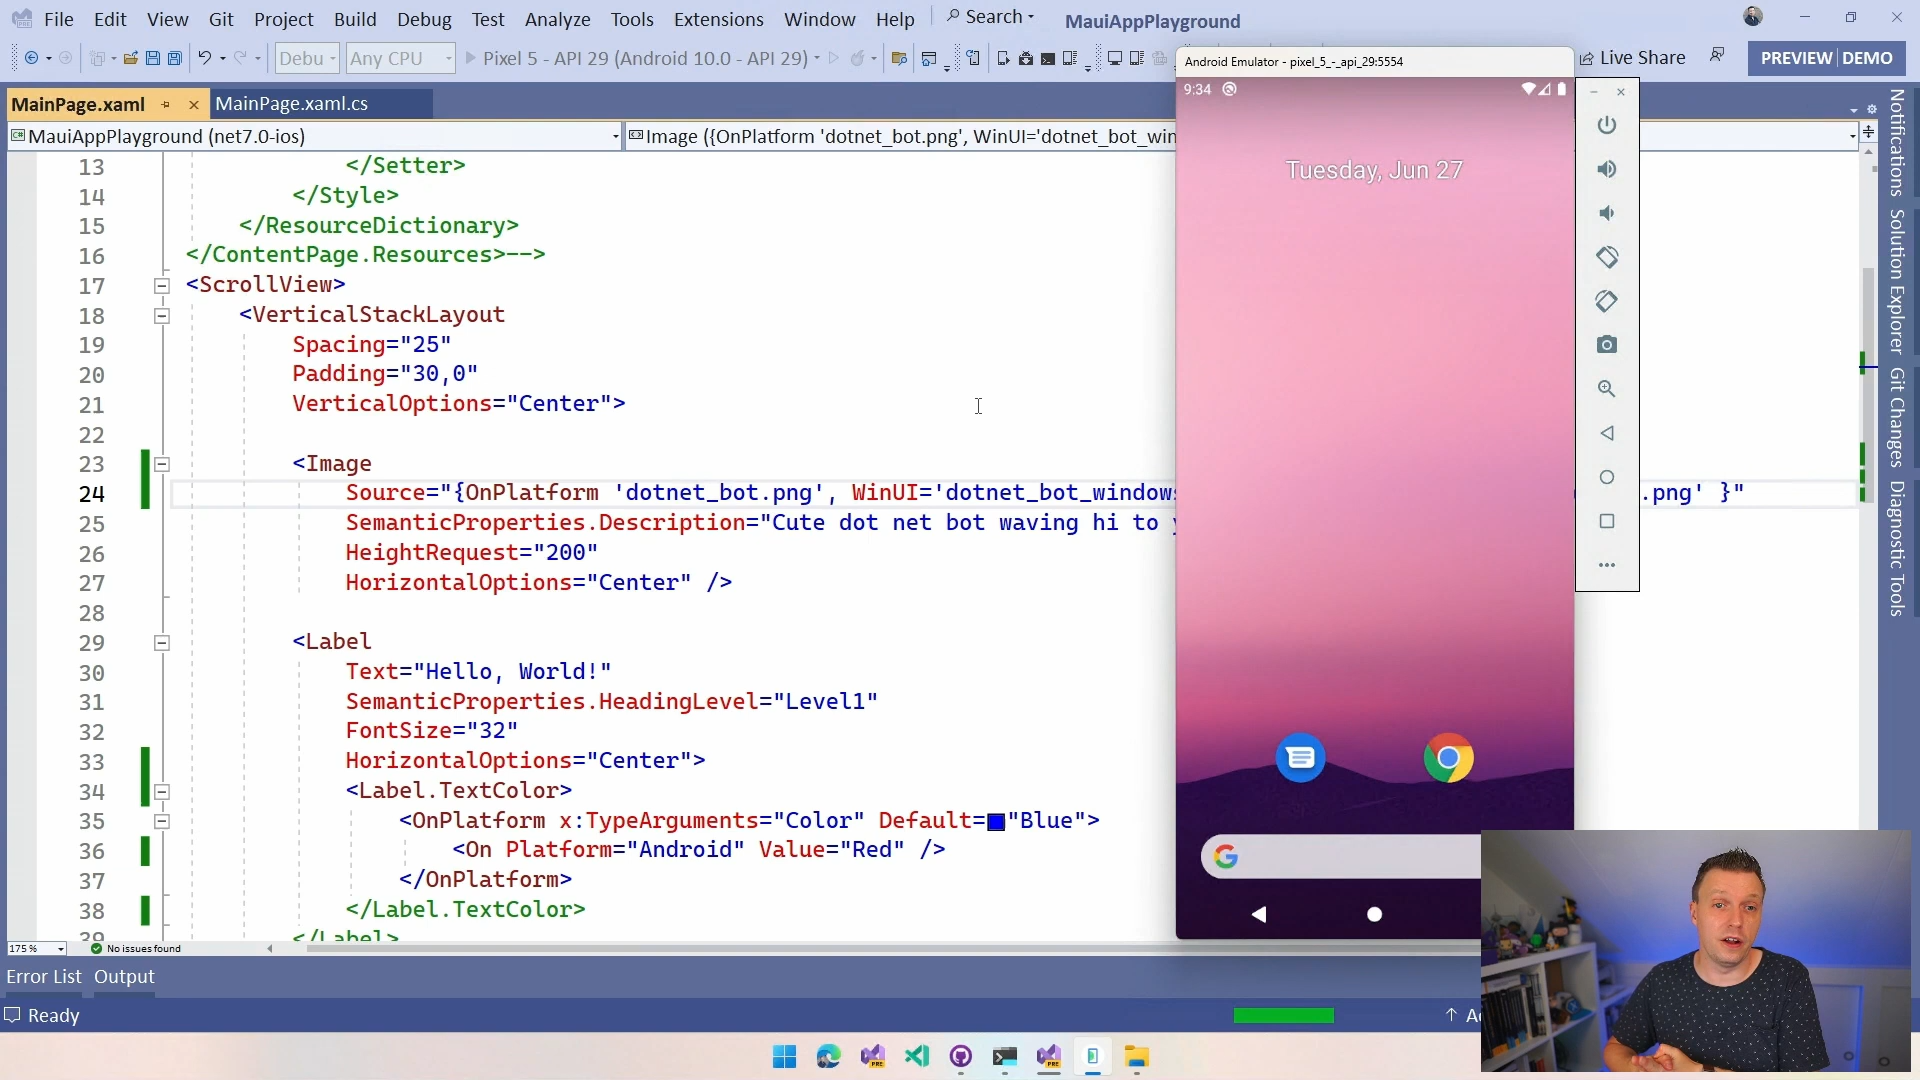 File Edit View Git Project Build Debug Test Analyze Tools Extensions Window Help Search MauiAppPlayground
Debu Any CPU Pixel 5 - API 29 (Android 10.0 - API 29) Live Share PREVIEW DEMO
Android Emulator - pixel_5_-_api_29:5554
MainPage.xaml MainPage.xaml.cs
MauiAppPlayground (net7.0-ios) Image ({OnPlatform 'dotnet_bot.png', WinUI='dotnet_bot_win
13 </Setter>
14 </Style>
15 </ResourceDictionary>
16 </ContentPage.Resources>-->
17 <ScrollView>
18 <VerticalStackLayout
19 Spacing="25"
20 Padding="30,0"
21 VerticalOptions="Center">
22
23 <Image
24 Source="{OnPlatform 'dotnet_bot.png', WinUI='dotnet_bot_windows .png' }"
25 SemanticProperties.Description="Cute dot net bot waving hi to y
26 HeightRequest="200"
27 HorizontalOptions="Center" />
28
29 <Label
30 Text="Hello, World!"
31 SemanticProperties.HeadingLevel="Level1"
32 FontSize="32"
33 HorizontalOptions="Center">
34 <Label.TextColor>
35 <OnPlatform x:TypeArguments="Color" Default="Blue">
36 <On Platform="Android" Value="Red" />
37 </OnPlatform>
38 </Label.TextColor>
39 </Label>
9:34
Tuesday, Jun 27
Notifications
Solution Explorer
Git Changes
Diagnostic Tools
175 % No issues found
Error List Output
Ready